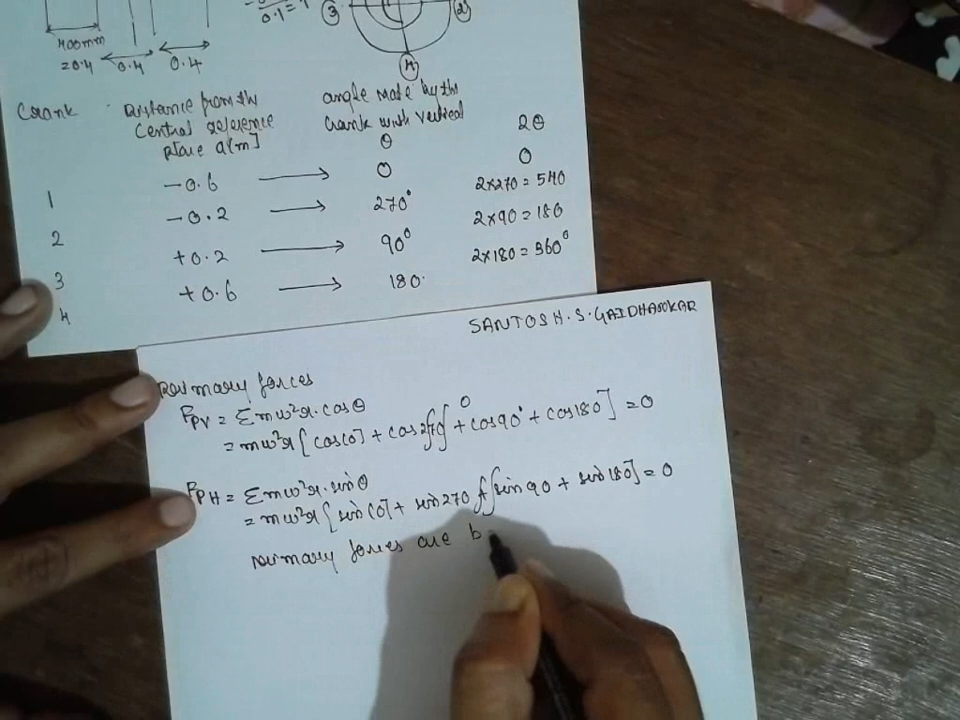 0.1 =
3
2
4
400mm
=0.4 0.4 0.4
Crank Distance from the angle made by the
Central reference crank with vertical 2θ
plane a[m] θ
1 -0.6 → 0 0
2 -0.2 → 270° 2x270 = 540
3 +0.2 → 90° 2x90 = 180
4 +0.6 → 180. 2x180 = 360°
SANTOSH.S.GAIDHANKAR
Primary forces
FPV = Σmω²r.cosθ
0
= mω²r[cos(0] + cos270 + cos90° + cos180°] = 0
FPH = Σmω²r.sinθ
= mω²r[sin(0] + sin270 + sin90 + sin180] = 0
Primary forces are b